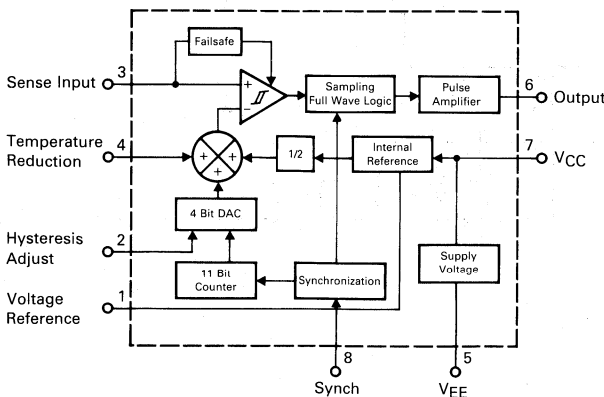 Failsafe
3
Sense Input
+
−
Sampling
Full Wave Logic
Pulse
Amplifier
6
Output
4
Temperature
Reduction
+
+
+
1/2
Internal
Reference
7
VCC
4 Bit DAC
2
Hysteresis
Adjust
11 Bit
Counter
Synchronization
Supply
Voltage
1
Voltage
Reference
8
Synch
5
VEE